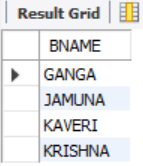 Result Grid
BNAME
GANGA
JAMUNA
KAVERI
KRISHNA